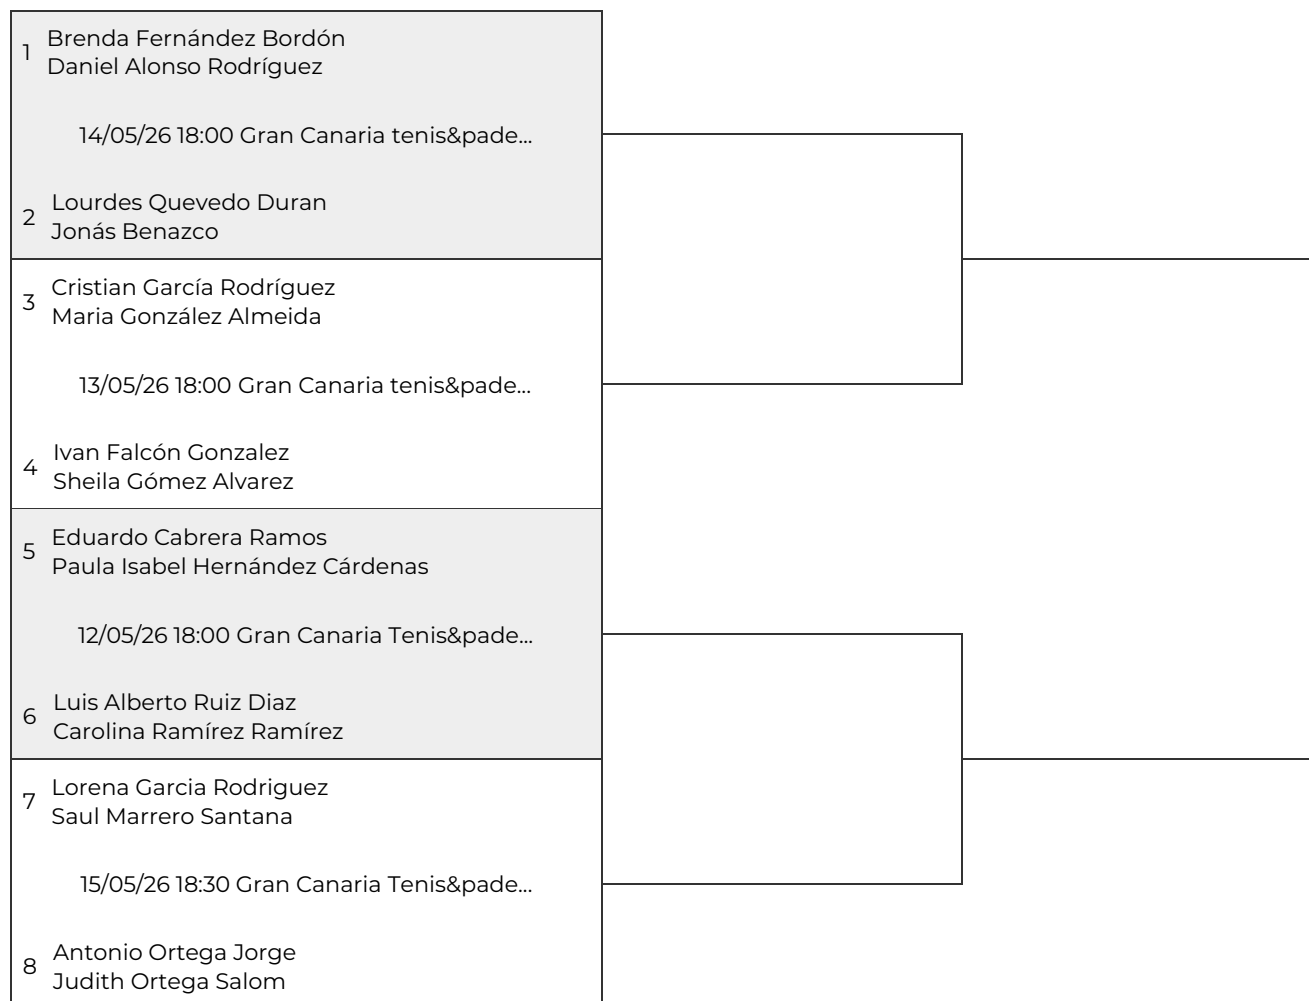 1 Brenda Fernández Bordón
Daniel Alonso Rodríguez
14/05/26 18:00 Gran Canaria tenis&pade...
2 Lourdes Quevedo Duran
Jonás Benazco
3 Cristian García Rodríguez
Maria González Almeida
13/05/26 18:00 Gran Canaria tenis&pade...
4 Ivan Falcón Gonzalez
Sheila Gómez Alvarez
5 Eduardo Cabrera Ramos
Paula Isabel Hernández Cárdenas
12/05/26 18:00 Gran Canaria Tenis&pade...
6 Luis Alberto Ruiz Diaz
Carolina Ramírez Ramírez
7 Lorena Garcia Rodriguez
Saul Marrero Santana
15/05/26 18:30 Gran Canaria Tenis&pade...
8 Antonio Ortega Jorge
Judith Ortega Salom